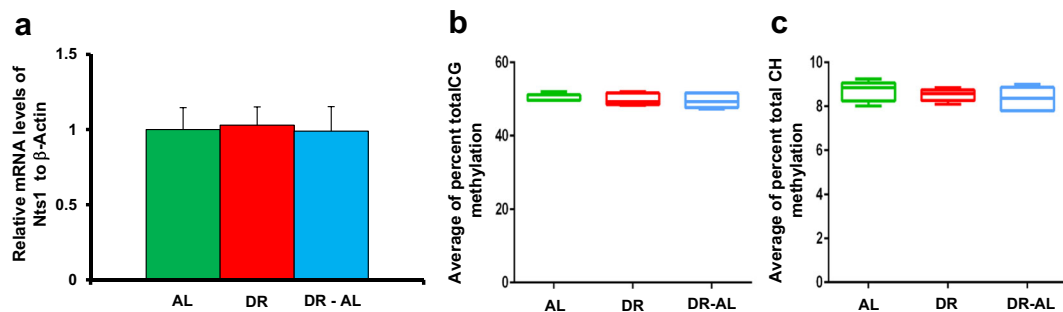 a
Relative mRNA levels of
Nts1 to β-Actin
1.5
1
0.5
0
AL
DR
DR - AL
b
Average of percent totalCG
methylation
60
40
20
0
AL
DR
DR-AL
c
Average of percent total CH
methylation
10
8
6
4
2
0
AL
DR
DR-AL